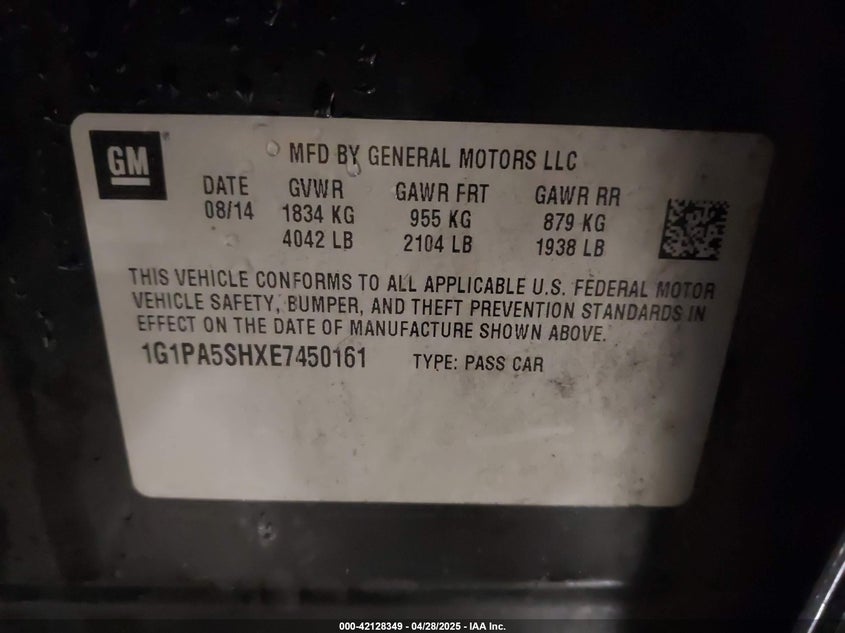 GM
MFD BY GENERAL MOTORS LLC
DATE GVWR GAWR FRT GAWR RR
08/14 1834 KG 955 KG 879 KG
4042 LB 2104 LB 1938 LB
THIS VEHICLE CONFORMS TO ALL APPLICABLE U.S. FEDERAL MOTOR
VEHICLE SAFETY, BUMPER, AND THEFT PREVENTION STANDARDS IN
EFFECT ON THE DATE OF MANUFACTURE SHOWN ABOVE.
1G1PA5SHXE7450161 TYPE: PASS CAR
000-42128349 - 04/28/2025 - IAA Inc.